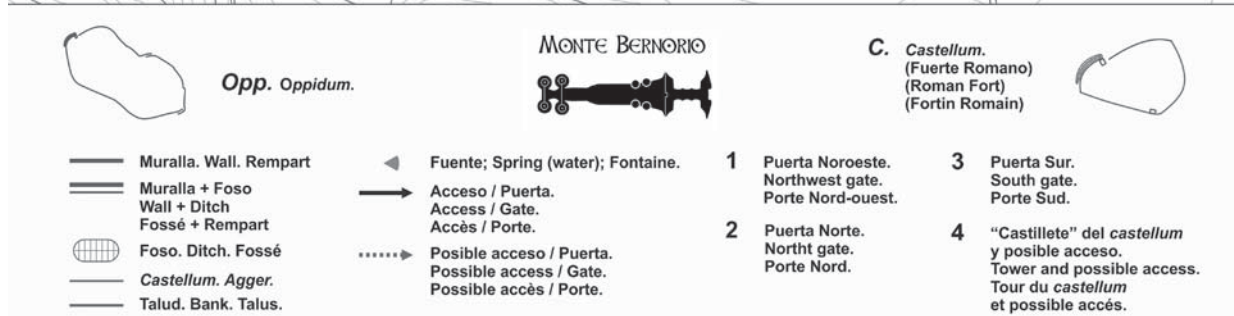 Opp. Oppidum.
MONTE BERNORIO
C. Castellum.
(Fuerte Romano)
(Roman Fort)
(Fortin Romain)
Muralla. Wall. Rempart
Muralla + Foso
Wall + Ditch
Fossé + Rempart
Foso. Ditch. Fossé
Castellum. Agger.
Talud. Bank. Talus.
Fuente; Spring (water); Fontaine.
Acceso / Puerta.
Access / Gate.
Accès / Porte.
Posible acceso / Puerta.
Possible access / Gate.
Possible accès / Porte.
1 Puerta Noroeste.
Northwest gate.
Porte Nord-ouest.
2 Puerta Norte.
Northt gate.
Porte Nord.
3 Puerta Sur.
South gate.
Porte Sud.
4 “Castillete” del castellum
y posible acceso.
Tower and possible access.
Tour du castellum
et possible accés.